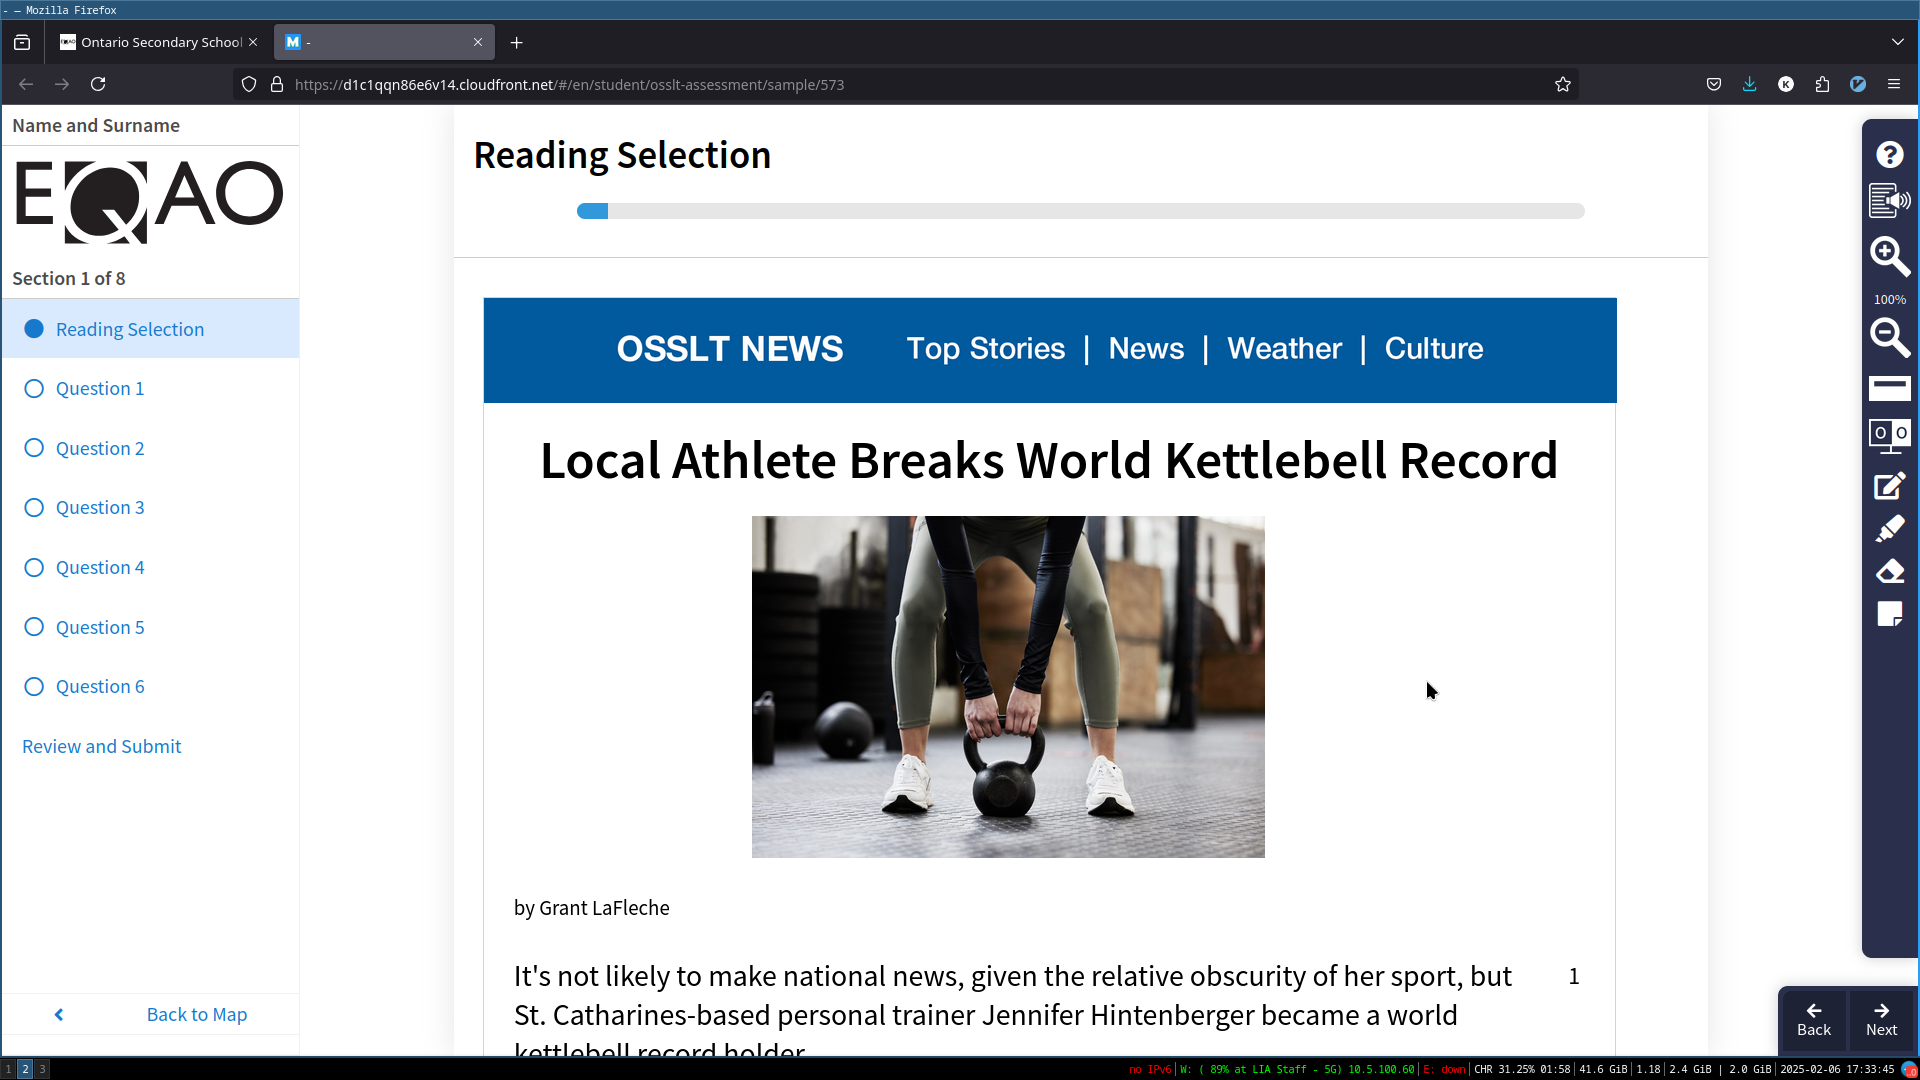 - — Mozilla Firefox
Ontario Secondary School
M -
https://d1c1qqn86e6v14.cloudfront.net/#/en/student/osslt-assessment/sample/573
Name and Surname
EQAO
Section 1 of 8
Reading Selection
Question 1
Question 2
Question 3
Question 4
Question 5
Question 6
Review and Submit
Back to Map
Reading Selection
OSSLT NEWS Top Stories | News | Weather | Culture
Local Athlete Breaks World Kettlebell Record
by Grant LaFleche
It's not likely to make national news, given the relative obscurity of her sport, but 1
St. Catharines-based personal trainer Jennifer Hintenberger became a world
kettlebell record holder.
?
100%
Back
Next
1 2 3
no IPv6 | W: ( 89% at LIA Staff - 5G) 10.5.100.60 | E: down | CHR 31.25% 01:58 | 41.6 GiB | 1.18 | 2.4 GiB | 2.0 GiB | 2025-02-06 17:33:45